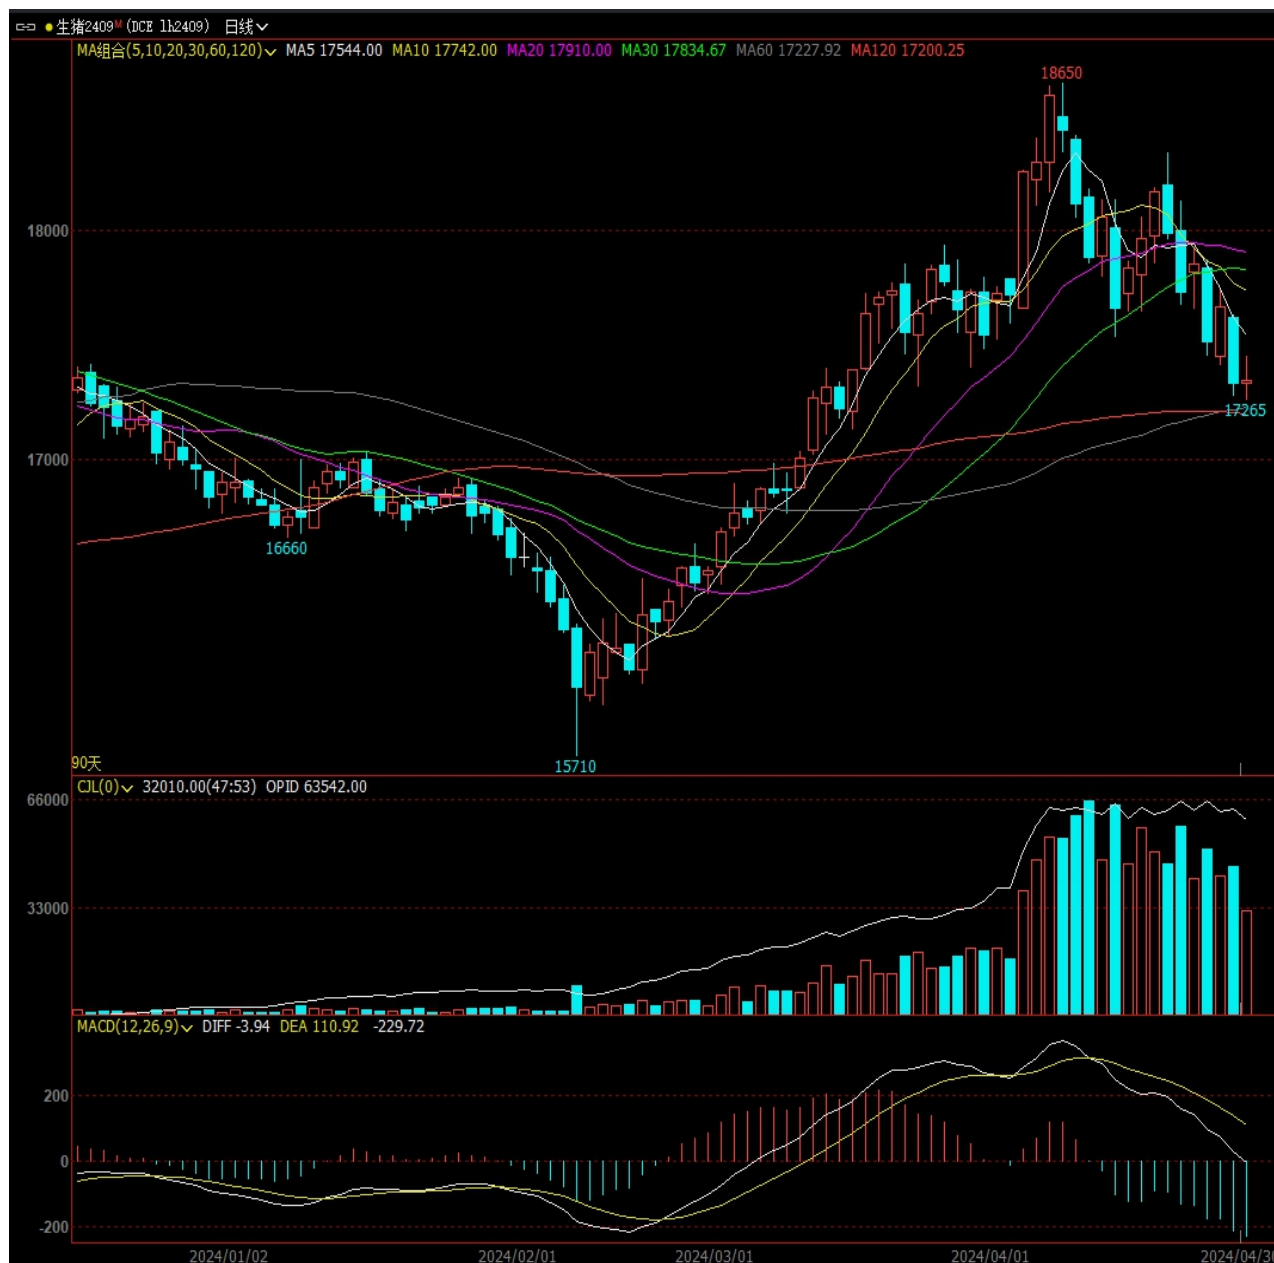 生猪2409M (DCE lh2409) 日线
MA组合(5,10,20,30,60,120) MA5 17544.00 MA10 17742.00 MA20 17910.00 MA30 17834.67 MA60 17227.92 MA120 17200.25
18650
18000
17265
17000
16660
15710
90天
CJL(0) 32010.00(47:53) OPID 63542.00
66000
33000
MACD(12,26,9) DIFF -3.94 DEA 110.92 -229.72
200
0
-200
2024/01/02 2024/02/01 2024/03/01 2024/04/01 2024/04/30